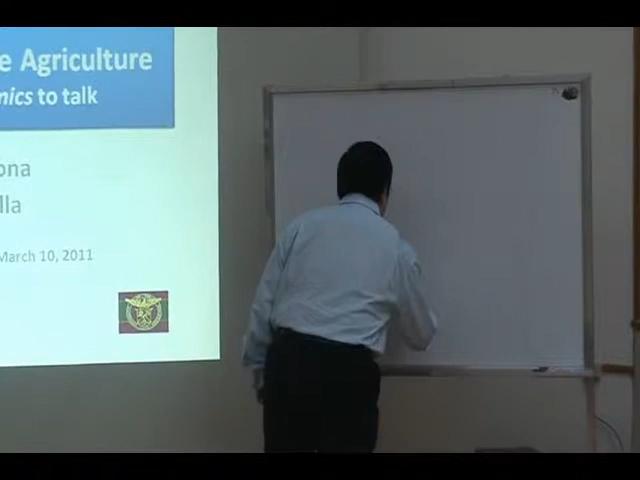 e Agriculture
nics to talk
ona
lla
March 10, 2011